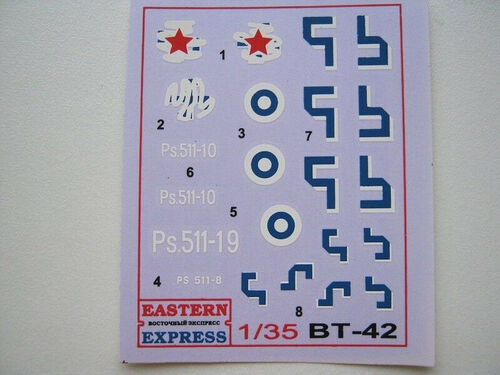 1
2
3
7
Ps.511-10
6
Ps.511-10
5
Ps.511-19
4
PS 511-8
8
EASTERN
ВОСТОЧНЫЙ ЭКСПРЕСС
EXPRESS
1/35 BT-42